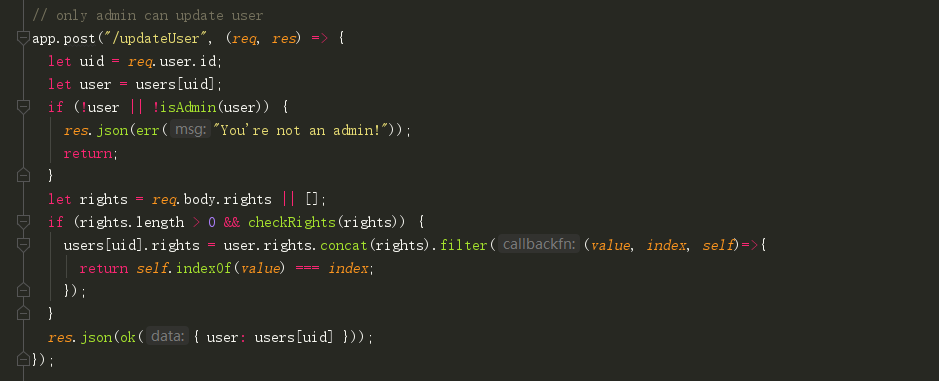 // only admin can update user
app.post("/updateUser", (req, res) => {
  let uid = req.user.id;
  let user = users[uid];
  if (!user || !isAdmin(user)) {
    res.json(err( msg: "You're not an admin!"));
    return;
  }
  let rights = req.body.rights || [];
  if (rights.length > 0 && checkRights(rights)) {
    users[uid].rights = user.rights.concat(rights).filter( callbackfn: (value, index, self)=>{
      return self.indexOf(value) === index;
    });
  }
  res.json(ok( data: { user: users[uid] }));
});